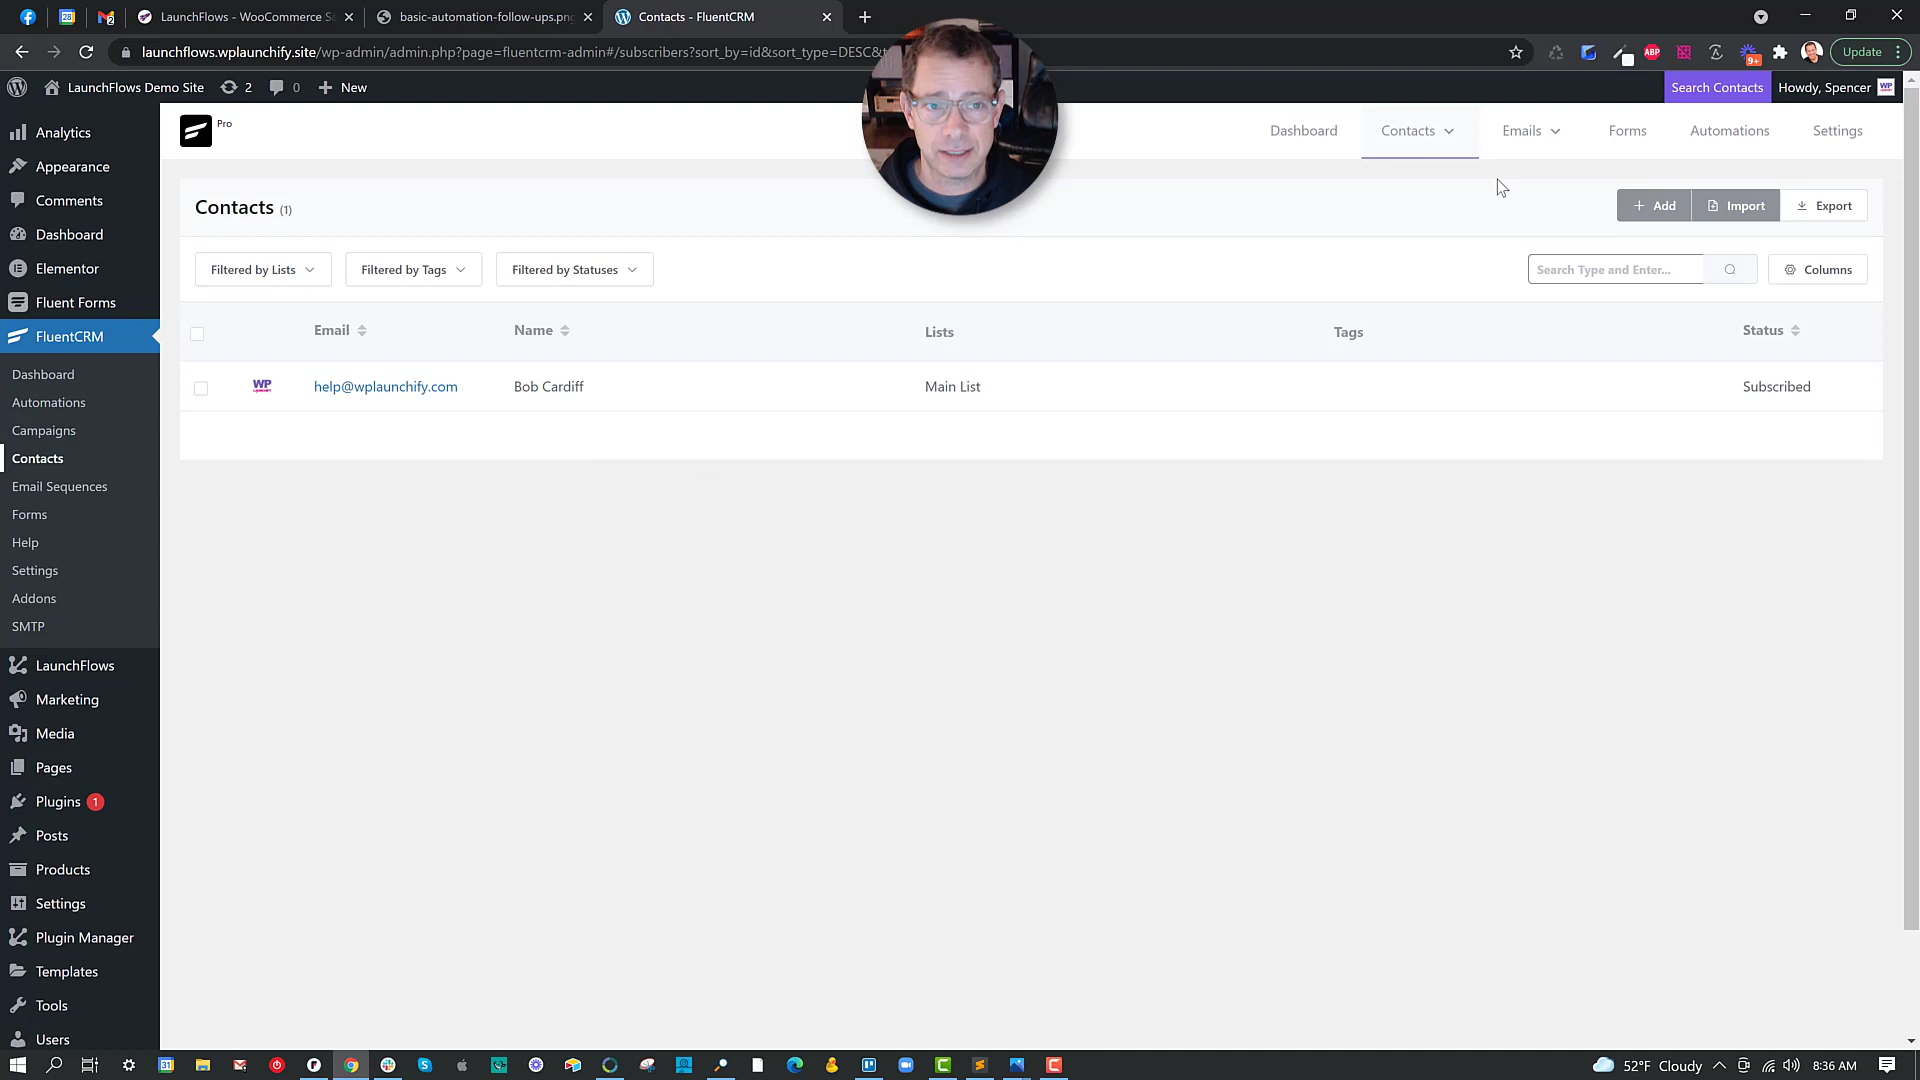 LaunchFlows - WooCommerce Sa
basic-automation-follow-ups.png
Contacts - FluentCRM
launchflows.wplaunchify.site/wp-admin/admin.php?page=fluentcrm-admin#/subscribers?sort_by=id&sort_type=DESC&t
ABP
9+
Update
LaunchFlows Demo Site
2
0
New
Search Contacts
Howdy, Spencer
WP
Analytics
Appearance
Comments
Dashboard
Elementor
Fluent Forms
FluentCRM
Dashboard
Automations
Campaigns
Contacts
Email Sequences
Forms
Help
Settings
Addons
SMTP
LaunchFlows
Marketing
Media
Pages
Plugins 1
Posts
Products
Settings
Plugin Manager
Templates
Tools
Users
Pro
Dashboard
Contacts
Emails
Forms
Automations
Settings
Contacts (1)
Add
Import
Export
Filtered by Lists
Filtered by Tags
Filtered by Statuses
Search Type and Enter...
Columns
Email
Name
Lists
Tags
Status
WP
help@wplaunchify.com
Bob Cardiff
Main List
Subscribed
52°F Cloudy
8:36 AM